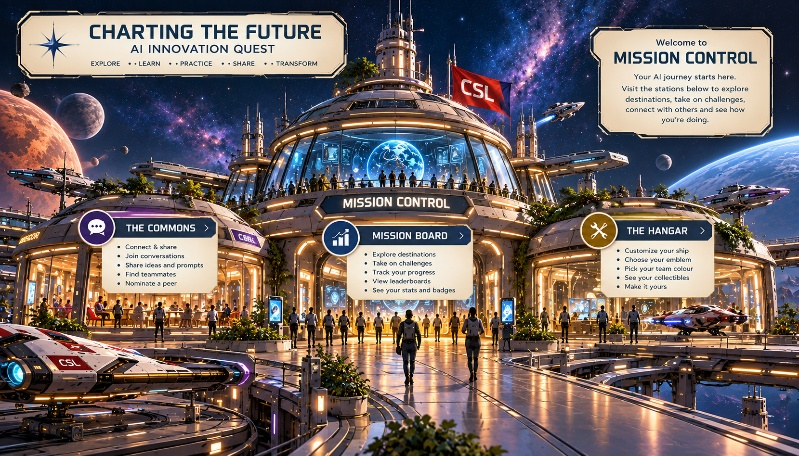 CHARTING THE FUTURE
AI INNOVATION QUEST
EXPLORE •• LEARN •• PRACTICE •• SHARE •• TRANSFORM
Welcome to
MISSION CONTROL
Your AI journey starts here.
Visit the stations below to explore
destinations, take on challenges,
connect with others and see how
you're doing.
CSL
MISSION CONTROL
THE COMMONS
• Connect & share
• Join conversations
• Share ideas and prompts
• Find teammates
• Nominate a peer
MISSION BOARD
• Explore destinations
• Take on challenges
• Track your progress
• View leaderboards
• See your stats and badges
THE HANGAR
• Customize your ship
• Choose your emblem
• Pick your team colour
• See your collectibles
• Make it yours
CSL